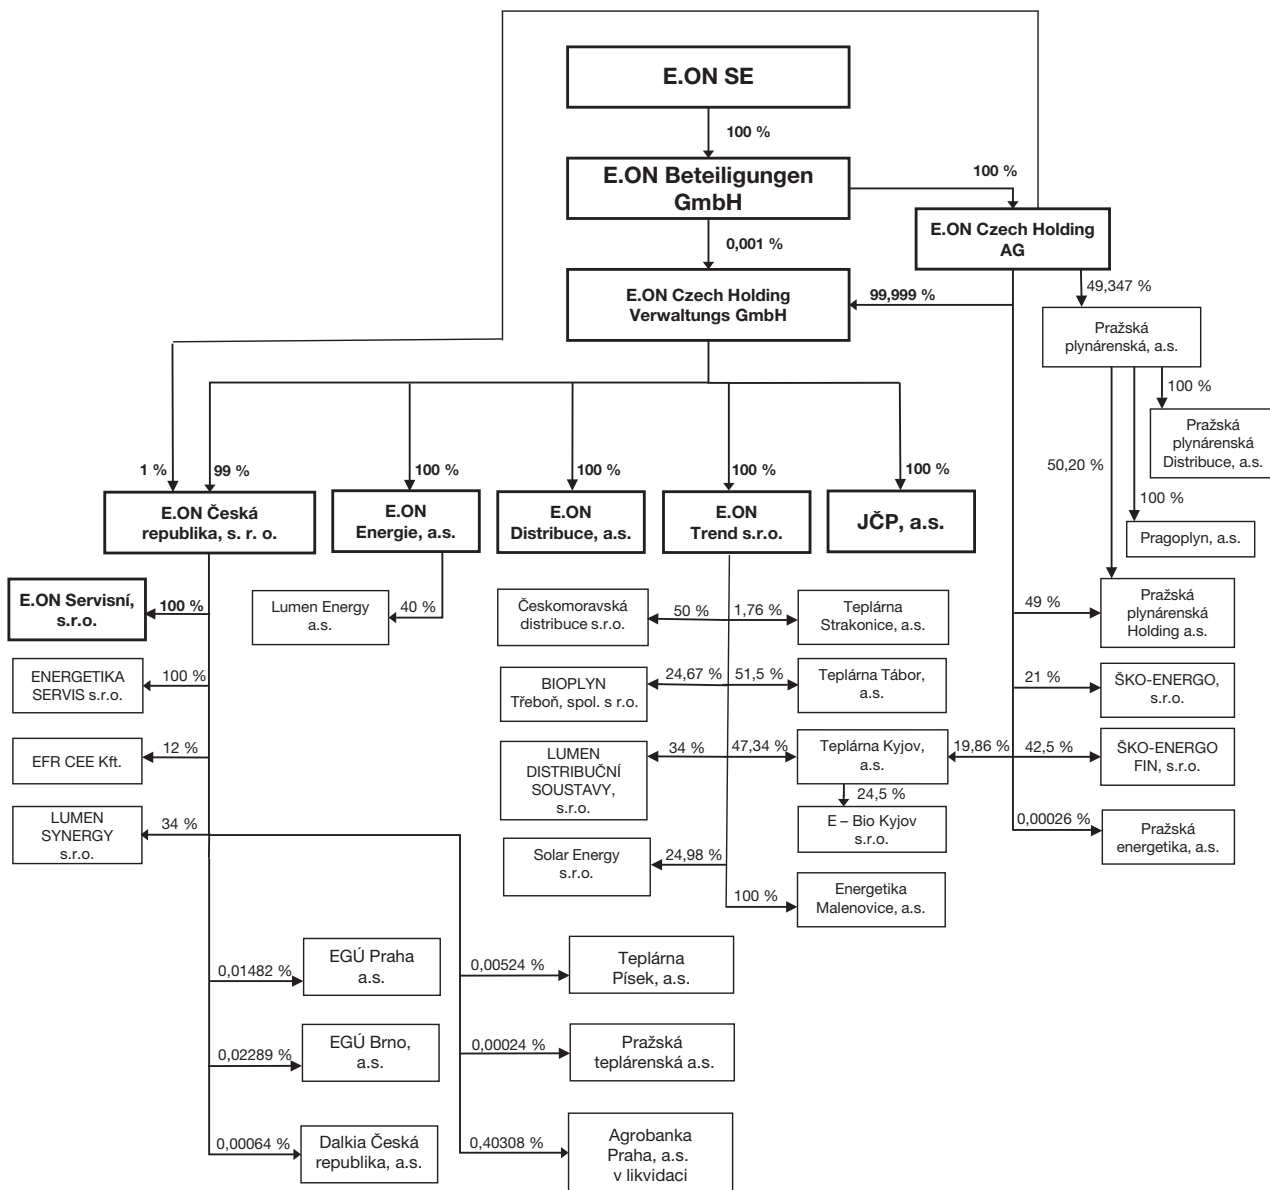 E.ON SE
100 %
E.ON Beteiligungen
GmbH
100 %
E.ON Czech Holding
AG
0,001 %
E.ON Czech Holding
Verwaltungs GmbH
99,999 %
49,347 %
Pražská
plynárenská, a.s.
100 %
Pražská
plynárenská
Distribuce, a.s.
50,20 %
100 %
Pragoplyn, a.s.
1 %
99 %
100 %
100 %
100 %
100 %
E.ON Česká
republika, s. r. o.
E.ON
Energie, a.s.
E.ON
Distribuce, a.s.
E.ON
Trend s.r.o.
JČP, a.s.
E.ON Servisní,
s.r.o.
100 %
Lumen Energy
a.s.
40 %
Českomoravská
distribuce s.r.o.
50 %
1,76 %
Teplárna
Strakonice, a.s.
49 %
Pražská
plynárenská
Holding a.s.
ENERGETIKA
SERVIS s.r.o.
100 %
BIOPLYN
Třeboň, spol. s r.o.
24,67 %
51,5 %
Teplárna Tábor,
a.s.
21 %
ŠKO-ENERGO,
s.r.o.
EFR CEE Kft.
12 %
LUMEN
DISTRIBUČNÍ
SOUSTAVY,
s.r.o.
34 %
47,34 %
Teplárna Kyjov,
a.s.
19,86 %
42,5 %
ŠKO-ENERGO
FIN, s.r.o.
24,5 %
E – Bio Kyjov
s.r.o.
LUMEN
SYNERGY
s.r.o.
34 %
0,00026 %
Pražská
energetika, a.s.
Solar Energy
s.r.o.
24,98 %
100 %
Energetika
Malenovice, a.s.
0,01482 %
EGÚ Praha
a.s.
0,00524 %
Teplárna
Písek, a.s.
0,02289 %
EGÚ Brno,
a.s.
0,00024 %
Pražská
teplárenská a.s.
0,00064 %
Dalkia Česká
republika, a.s.
0,40308 %
Agrobanka
Praha, a.s.
v likvidaci